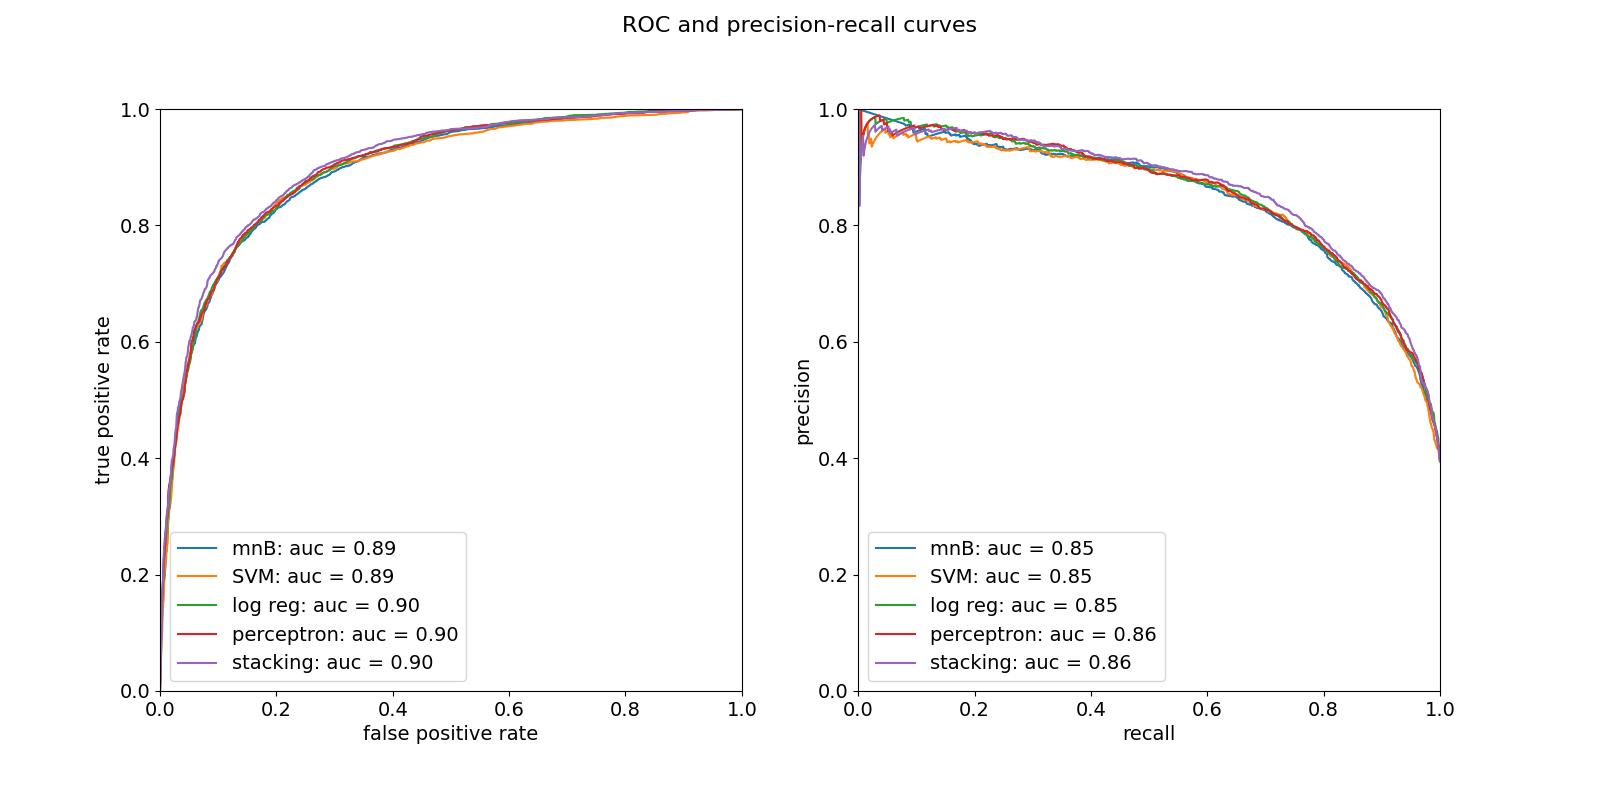 ROC and precision-recall curves
1.0
0.8
0.6
0.4
0.2
0.0
true positive rate
mnB: auc = 0.89
SVM: auc = 0.89
log reg: auc = 0.90
perceptron: auc = 0.90
stacking: auc = 0.90
0.0 0.2 0.4 0.6 0.8 1.0
false positive rate
1.0
0.8
0.6
0.4
0.2
0.0
precision
mnB: auc = 0.85
SVM: auc = 0.85
log reg: auc = 0.85
perceptron: auc = 0.86
stacking: auc = 0.86
0.0 0.2 0.4 0.6 0.8 1.0
recall